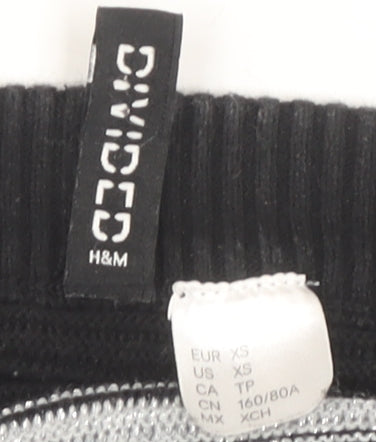 DIVIDED
H&M
EUR XS
US XS
CA TP
CN 160/80A
MX XCH